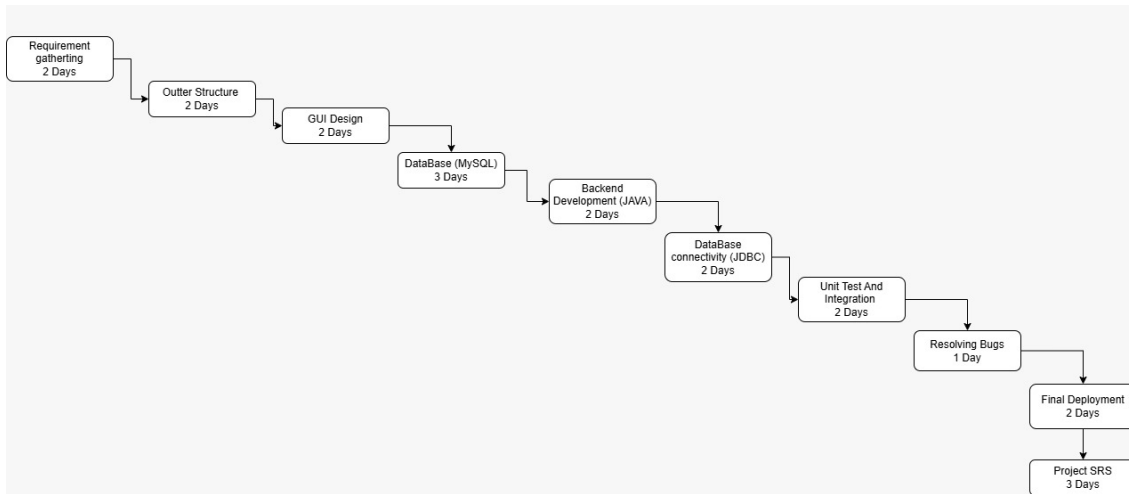 Requirement
gatherting
2 Days
Outter Structure
2 Days
GUI Design
2 Days
DataBase (MySQL)
3 Days
Backend
Development (JAVA)
2 Days
DataBase
connectivity (JDBC)
2 Days
Unit Test And
Integration
2 Days
Resolving Bugs
1 Day
Final Deployment
2 Days
Project SRS
3 Days